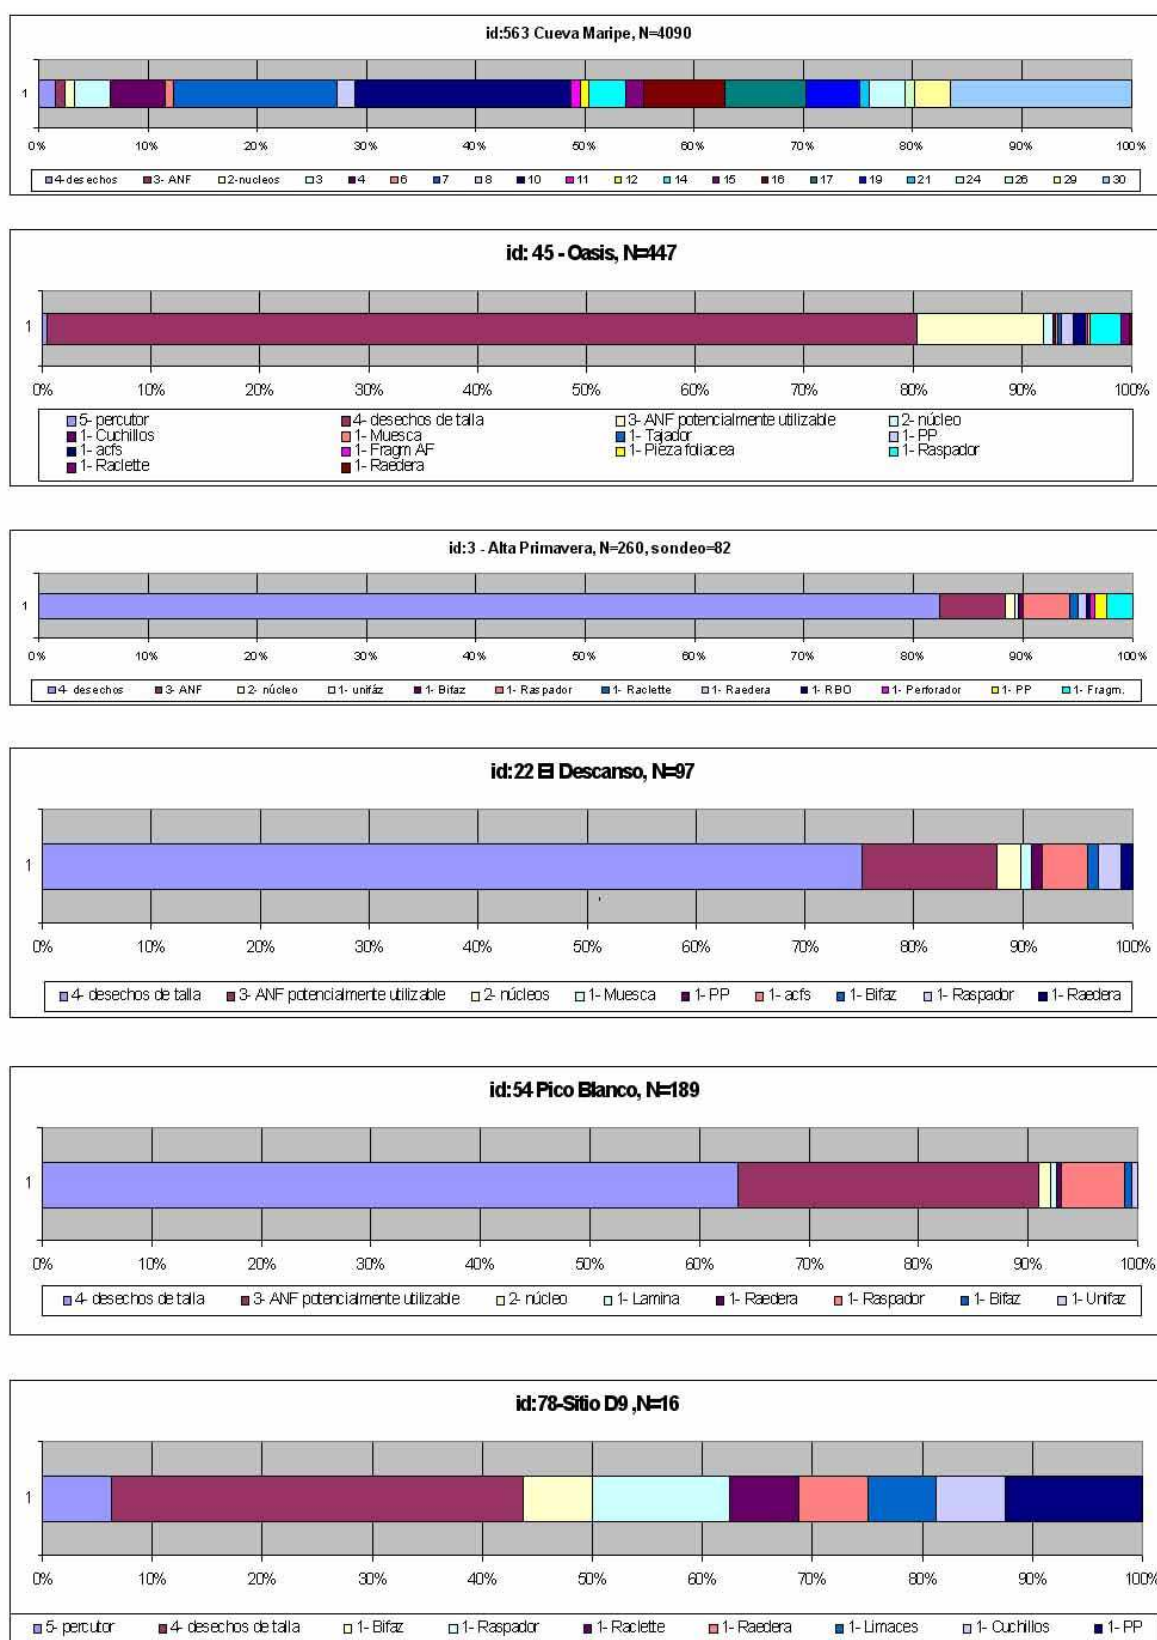 id:563 Cueva Maripe, N=4090
1
0% 10% 20% 30% 40% 50% 60% 70% 80% 90% 100%
4-desechos 3- ANF 2-nucleos 3 4 6 7 8 10 11 12 14 15 16 17 19 21 24 26 29 30
id: 45 - Oasis, N=447
1
0% 10% 20% 30% 40% 50% 60% 70% 80% 90% 100%
5- percutor 4- desechos de talla 3- ANF potencialmente utilizable 2- núcleo
1- Cuchillos 1- Muesca 1- Tajador 1- PP
1- acfs 1- Fragm AF 1- Pieza foliacea 1- Raspador
1- Raclette 1- Raedera
id:3 - Alta Primavera, N=260, sondeo=82
1
0% 10% 20% 30% 40% 50% 60% 70% 80% 90% 100%
4- desechos 3- ANF 2- núcleo 1- unifáz 1- Bifaz 1- Raspador 1- Raclette 1- Raedera 1- RBO 1- Perforador 1- PP 1- Fragm.
id:22 El Descanso, N=97
1
0% 10% 20% 30% 40% 50% 60% 70% 80% 90% 100%
4- desechos de talla 3- ANF potencialmente utilizable 2- núcleos 1- Muesca 1- PP 1- acfs 1- Bifaz 1- Raspador 1- Raedera
id:54 Pico Blanco, N=189
1
0% 10% 20% 30% 40% 50% 60% 70% 80% 90% 100%
4- desechos de talla 3- ANF potencialmente utilizable 2- núcleo 1- Lamina 1- Raedera 1- Raspador 1- Bifaz 1- Unifaz
id:78-Sitio D9 ,N=16
1
0% 10% 20% 30% 40% 50% 60% 70% 80% 90% 100%
5- percutor 4- desechos de talla 1- Bifaz 1- Raspador 1- Raclette 1- Raedera 1- Limaces 1- Cuchillos 1- PP